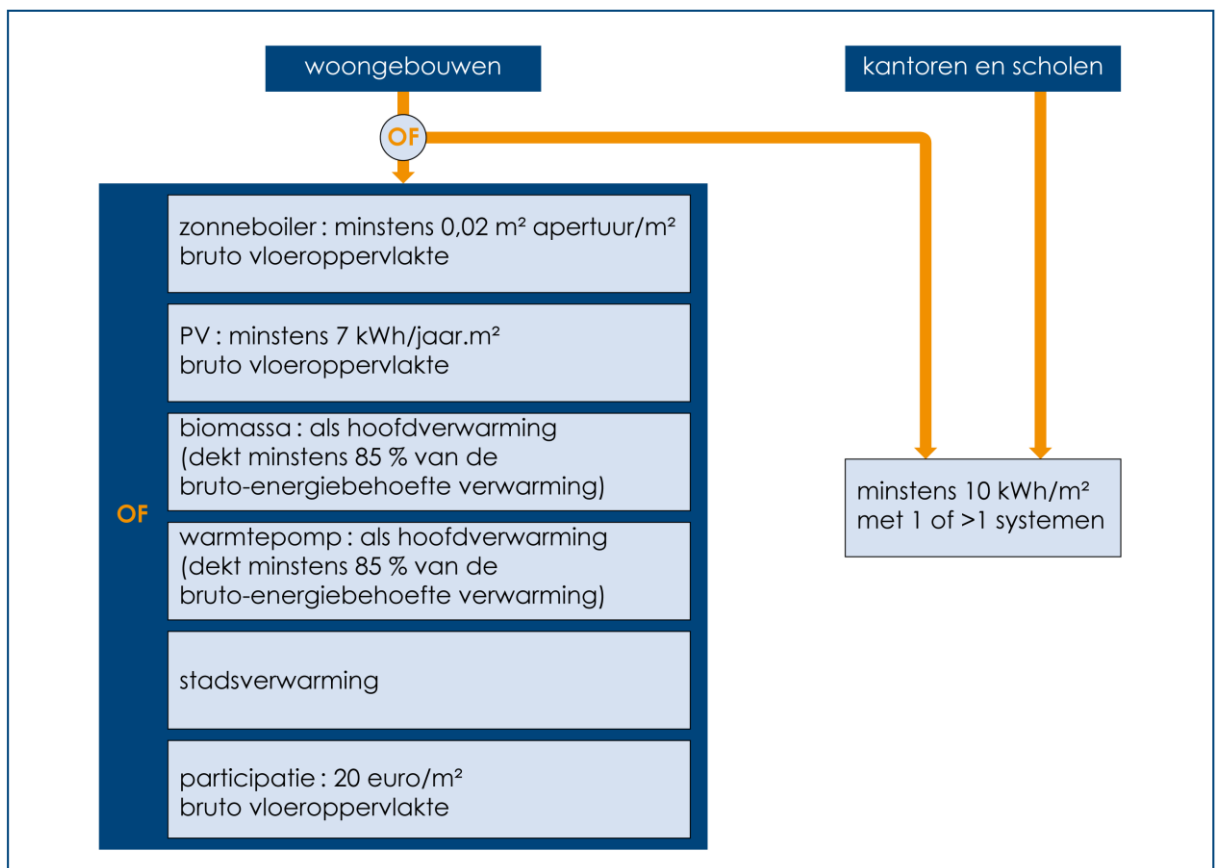 woongebouwen
kantoren en scholen
OF
zonneboiler : minstens 0,02 m² apertuur/m²
bruto vloeroppervlakte
PV : minstens 7 kWh/jaar.m²
bruto vloeroppervlakte
biomassa : als hoofdverwarming
(dekt minstens 85 % van de
bruto-energiebehoefte verwarming)
OF
warmtepomp : als hoofdverwarming
(dekt minstens 85 % van de
bruto-energiebehoefte verwarming)
stadsverwarming
participatie : 20 euro/m²
bruto vloeroppervlakte
minstens 10 kWh/m²
met 1 of >1 systemen